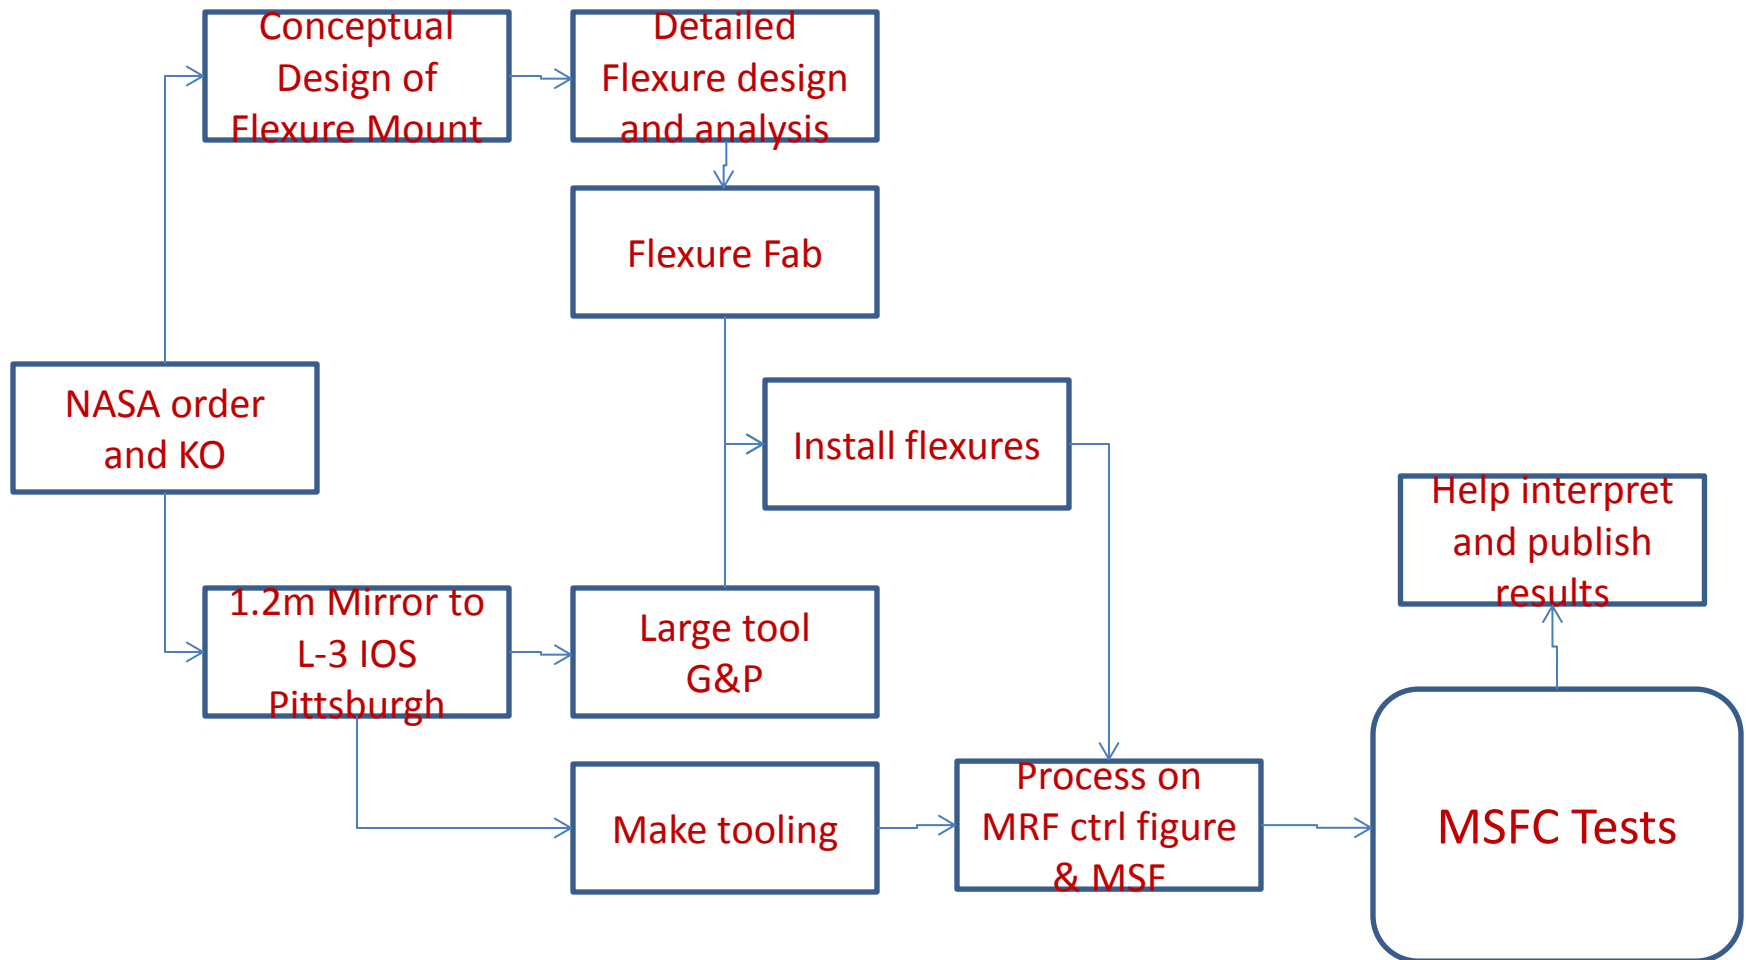 Conceptual
Design of
Flexure Mount
Detailed
Flexure design
and analysis
Flexure Fab
NASA order
and KO
Install flexures
Help interpret
and publish
results
1.2m Mirror to
L-3 IOS
Pittsburgh
Large tool
G&P
Make tooling
Process on
MRF ctrl figure
& MSF
MSFC Tests